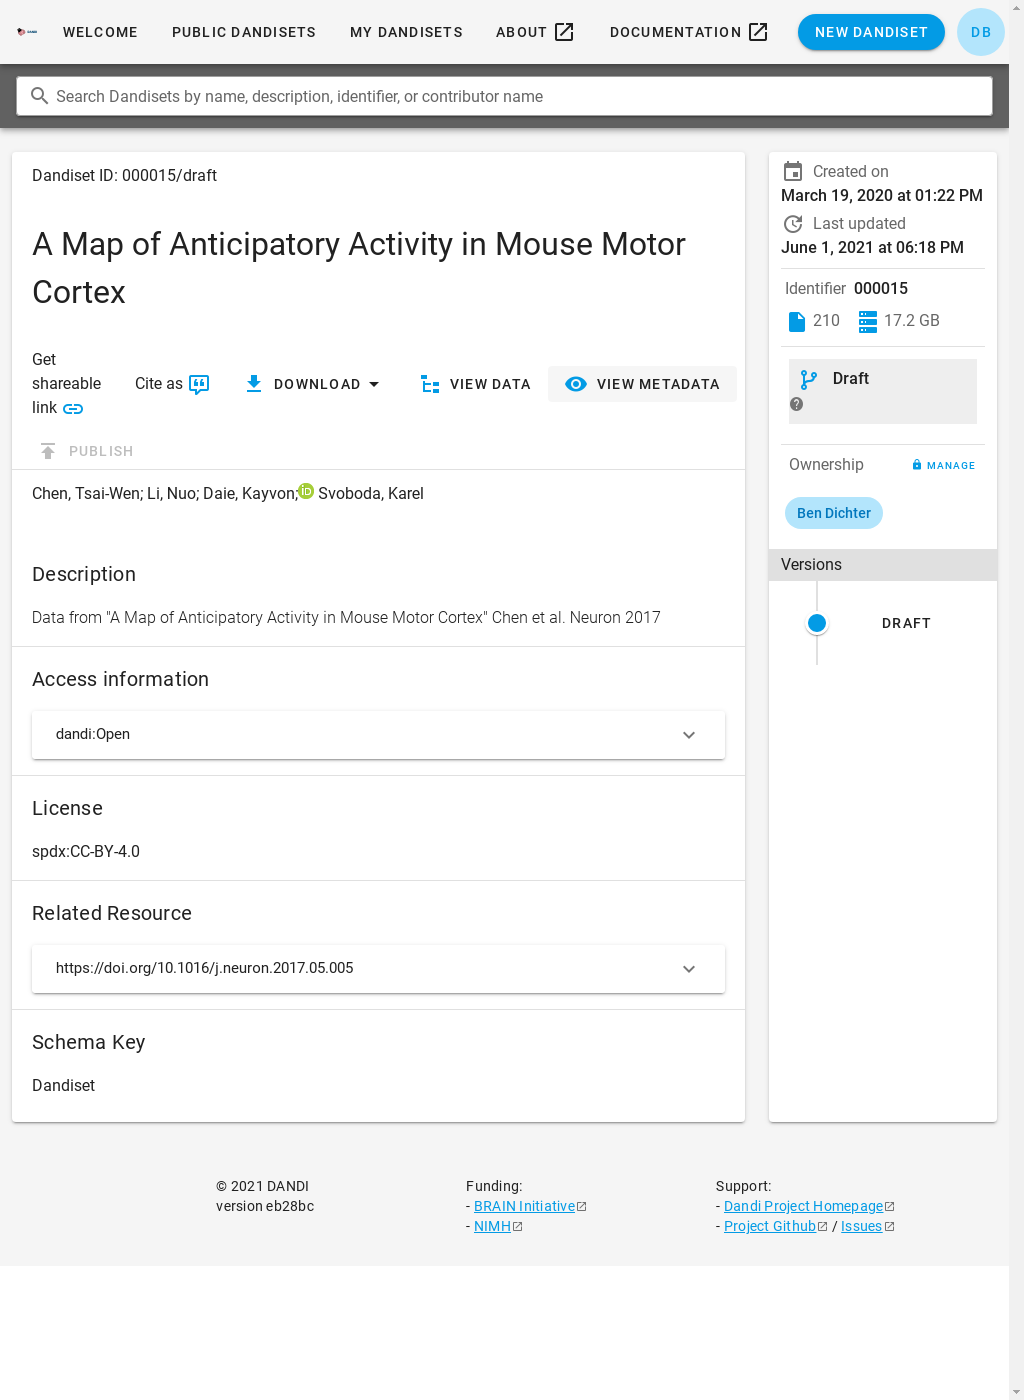 WELCOME PUBLIC DANDISETS MY DANDISETS ABOUT DOCUMENTATION NEW DANDISET DB
Search Dandisets by name, description, identifier, or contributor name
Dandiset ID: 000015/draft
A Map of Anticipatory Activity in Mouse Motor
Cortex
Get
shareable
link
Cite as
DOWNLOAD
VIEW DATA
VIEW METADATA
PUBLISH
Chen, Tsai-Wen; Li, Nuo; Daie, Kayvon; iD Svoboda, Karel
Description
Data from "A Map of Anticipatory Activity in Mouse Motor Cortex" Chen et al. Neuron 2017
Access information
dandi:Open
License
spdx:CC-BY-4.0
Related Resource
https://doi.org/10.1016/j.neuron.2017.05.005
Schema Key
Dandiset
Created on
March 19, 2020 at 01:22 PM
Last updated
June 1, 2021 at 06:18 PM
Identifier 000015
210 17.2 GB
Draft
?
Ownership MANAGE
Ben Dichter
Versions
DRAFT
© 2021 DANDI
version eb28bc
Funding:
- BRAIN Initiative
- NIMH
Support:
- Dandi Project Homepage
- Project Github / Issues